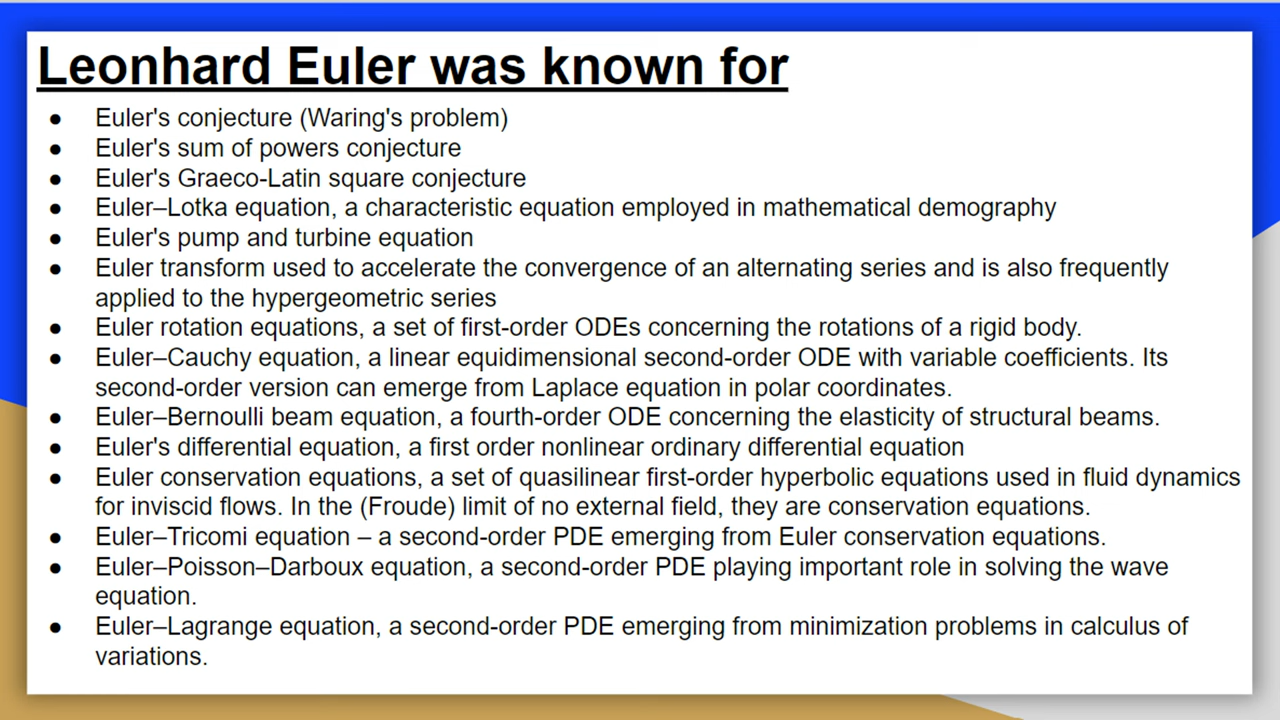 Leonhard Euler was known for
● Euler's conjecture (Waring's problem)
● Euler's sum of powers conjecture
● Euler's Graeco-Latin square conjecture
● Euler–Lotka equation, a characteristic equation employed in mathematical demography
● Euler's pump and turbine equation
● Euler transform used to accelerate the convergence of an alternating series and is also frequently
applied to the hypergeometric series
● Euler rotation equations, a set of first-order ODEs concerning the rotations of a rigid body.
● Euler–Cauchy equation, a linear equidimensional second-order ODE with variable coefficients. Its
second-order version can emerge from Laplace equation in polar coordinates.
● Euler–Bernoulli beam equation, a fourth-order ODE concerning the elasticity of structural beams.
● Euler's differential equation, a first order nonlinear ordinary differential equation
● Euler conservation equations, a set of quasilinear first-order hyperbolic equations used in fluid dynamics
for inviscid flows. In the (Froude) limit of no external field, they are conservation equations.
● Euler–Tricomi equation – a second-order PDE emerging from Euler conservation equations.
● Euler–Poisson–Darboux equation, a second-order PDE playing important role in solving the wave
equation.
● Euler–Lagrange equation, a second-order PDE emerging from minimization problems in calculus of
variations.